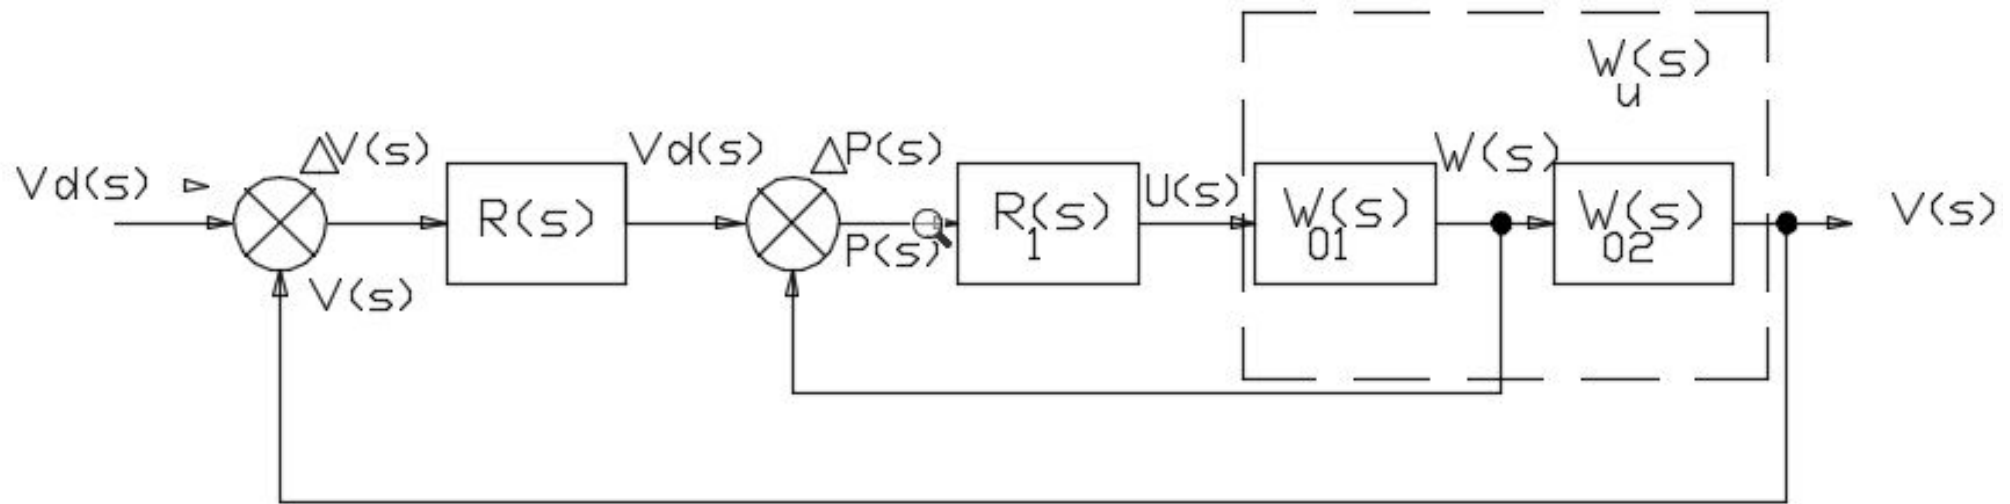 W(s)
u
ΔV(s)
Vd(s)
ΔP(s)
W(s)
Vd(s)
R(s)
R(s)
1
U(s)
W(s)
01
W(s)
02
V(s)
P(s)
V(s)